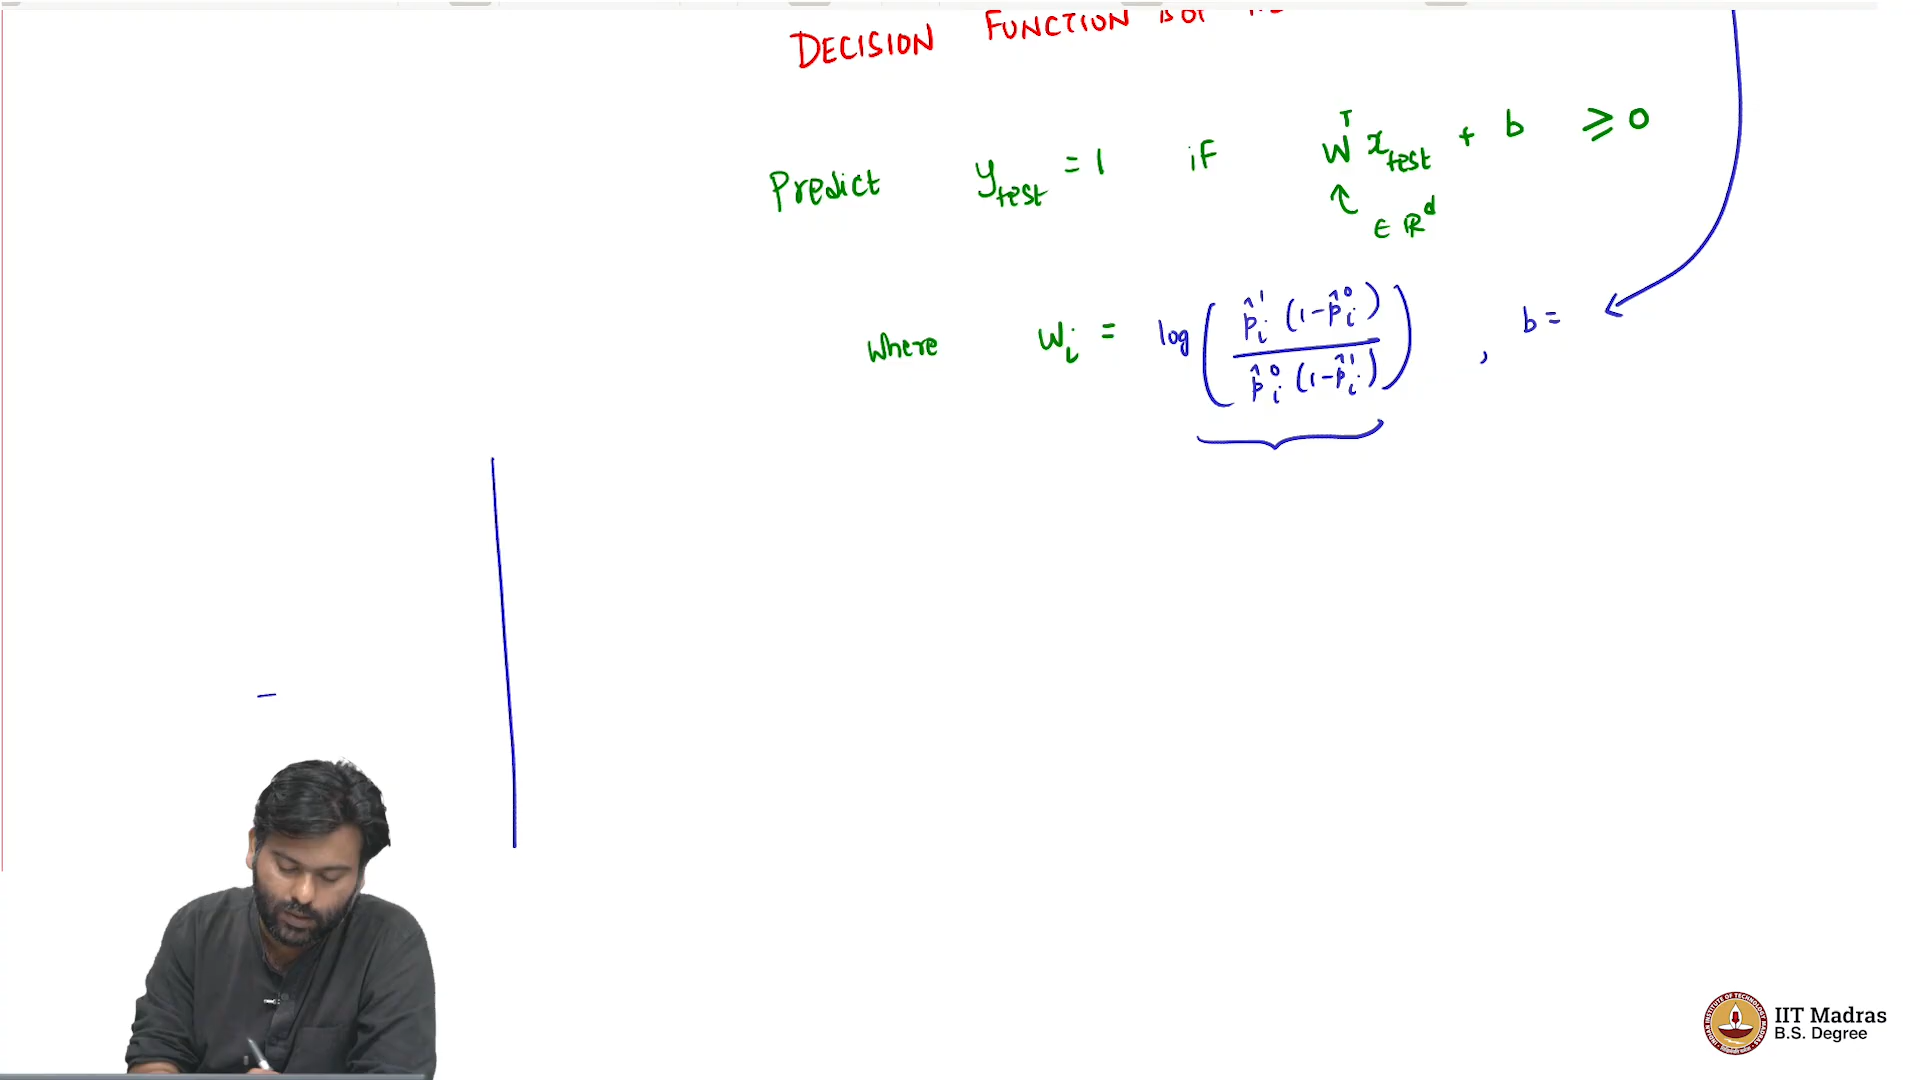 DECISION FUNCTION
Predict y_test = 1 if w^T x_test + b ≥ 0
∈ ℝ^d
where w_i = log( p̂_i^1 (1-p̂_i^0) / p̂_i^0 (1-p̂_i^1) ) , b =
IIT Madras
B.S. Degree